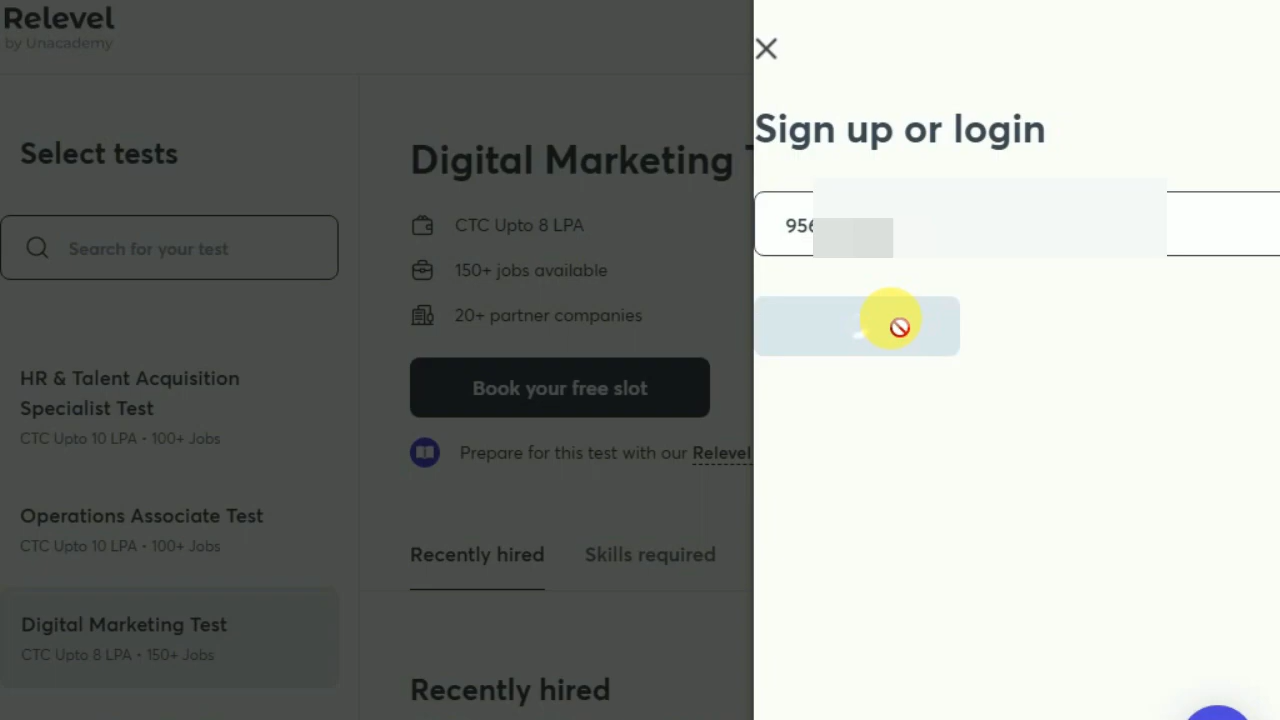 Relevel
by Unacademy
Select tests
Search for your test
HR & Talent Acquisition
Specialist Test
CTC Upto 10 LPA • 100+ Jobs
Operations Associate Test
CTC Upto 10 LPA • 100+ Jobs
Digital Marketing Test
CTC Upto 8 LPA • 150+ Jobs
Digital Marketing
CTC Upto 8 LPA
150+ jobs available
20+ partner companies
Book your free slot
Prepare for this test with our Relevel
Recently hired
Skills required
Recently hired
Sign up or login
956